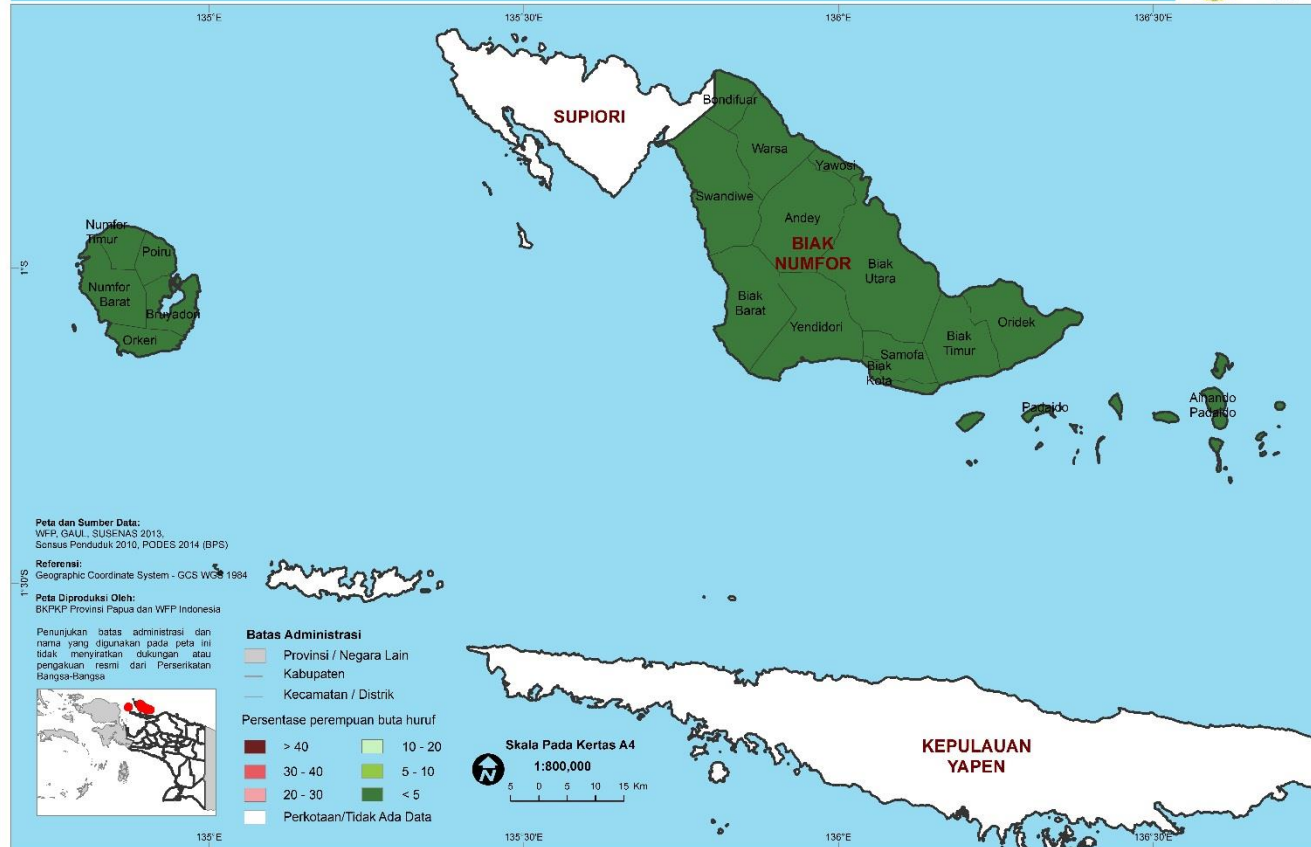 135°E
135°30'E
136°E
136°30'E
Bondifuar
SUPIORI
Warsa
Yawosi
Swandiwe
Andey
Numfor
Timur
Poiru
BIAK
NUMFOR
Biak
Utara
1°S
Numfor
Barat
Bruyadori
Biak
Barat
Yendidori
Oridek
Biak
Timur
Orkeri
Samofa
Biak
Kota
Padaido
Aihando
Padaido
Peta dan Sumber Data:
WFP, GAUL, SUSENAS 2013,
Sensus Penduduk 2010, PODES 2014 (BPS)
Referensi:
Geographic Coordinate System - GCS WGS 1984
1°30'S
Peta Diproduksi Oleh:
BKPKP Provinsi Papua dan WFP Indonesia
Penunjukan batas administrasi dan
nama yang digunakan pada peta ini
tidak menyiratkan dukungan atau
pengakuan resmi dari Perserikatan
Bangsa-Bangsa
Batas Administrasi
Provinsi / Negara Lain
Kabupaten
Kecamatan / Distrik
Persentase perempuan buta huruf
> 40
10 - 20
30 - 40
5 - 10
20 - 30
< 5
Perkotaan/Tidak Ada Data
N
Skala Pada Kertas A4
1:800,000
5 0 5 10 15 Km
KEPULAUAN
YAPEN
135°E
135°30'E
136°E
136°30'E